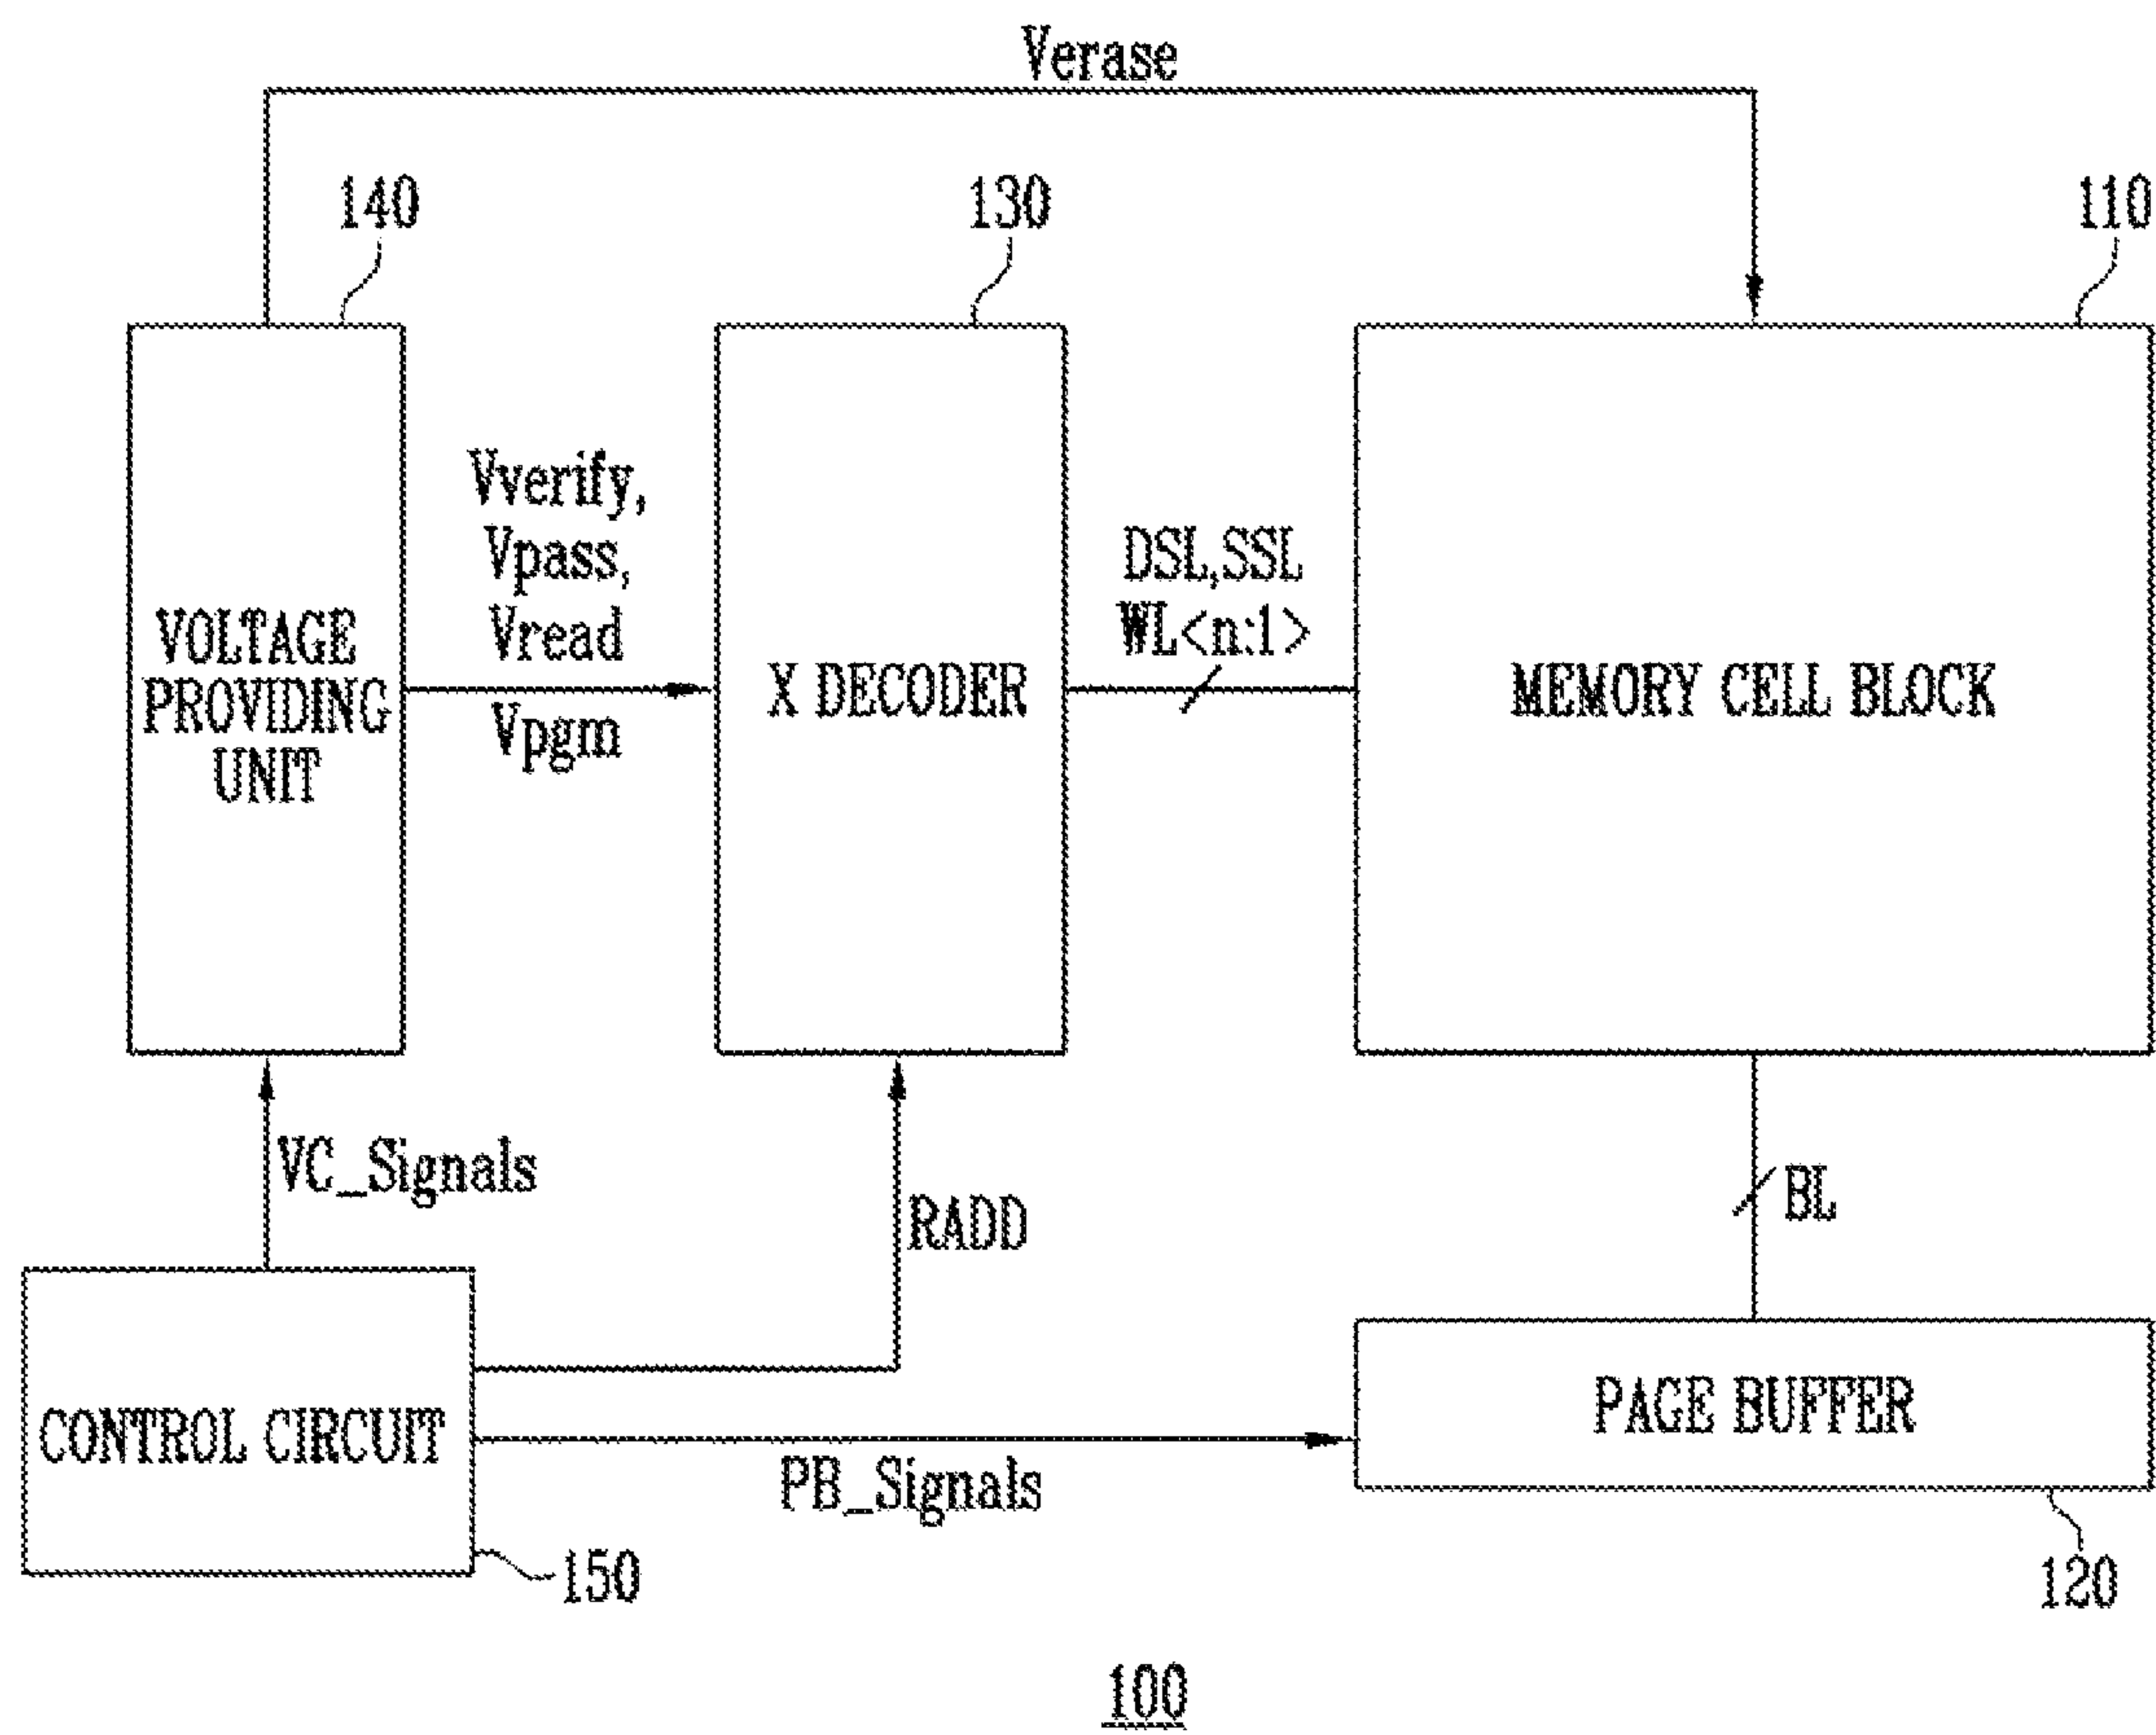 Verase
140
130
110
Vverify,
Vpass,
Vread
Vpgm
DSL,SSL
WL<n:1>
VOLTAGE
PROVIDING
UNIT
X DECODER
MEMORY CELL BLOCK
VC_Signals
RADD
BL
CONTROL CIRCUIT
PAGE BUFFER
PB_Signals
150
120
100